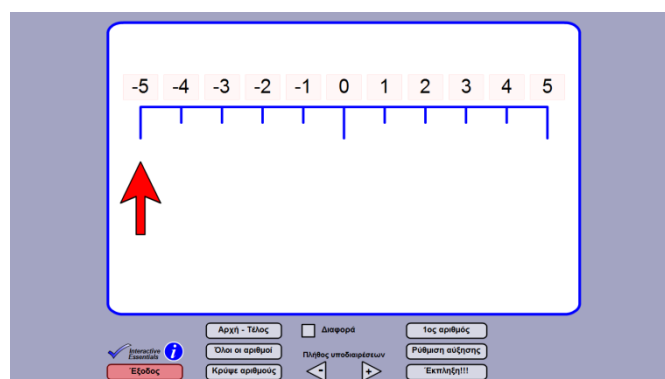 -5 -4 -3 -2 -1 0 1 2 3 4 5
Αρχή - Τέλος
Διαφορά
1ος αριθμός
Interactive
Essentials
i
Όλοι οι αριθμοί
Πλήθος υποδιαιρέσεων
Ρύθμιση αύξησης
Έξοδος
Κρύψε αριθμούς
-
+
Έκπληξη!!!